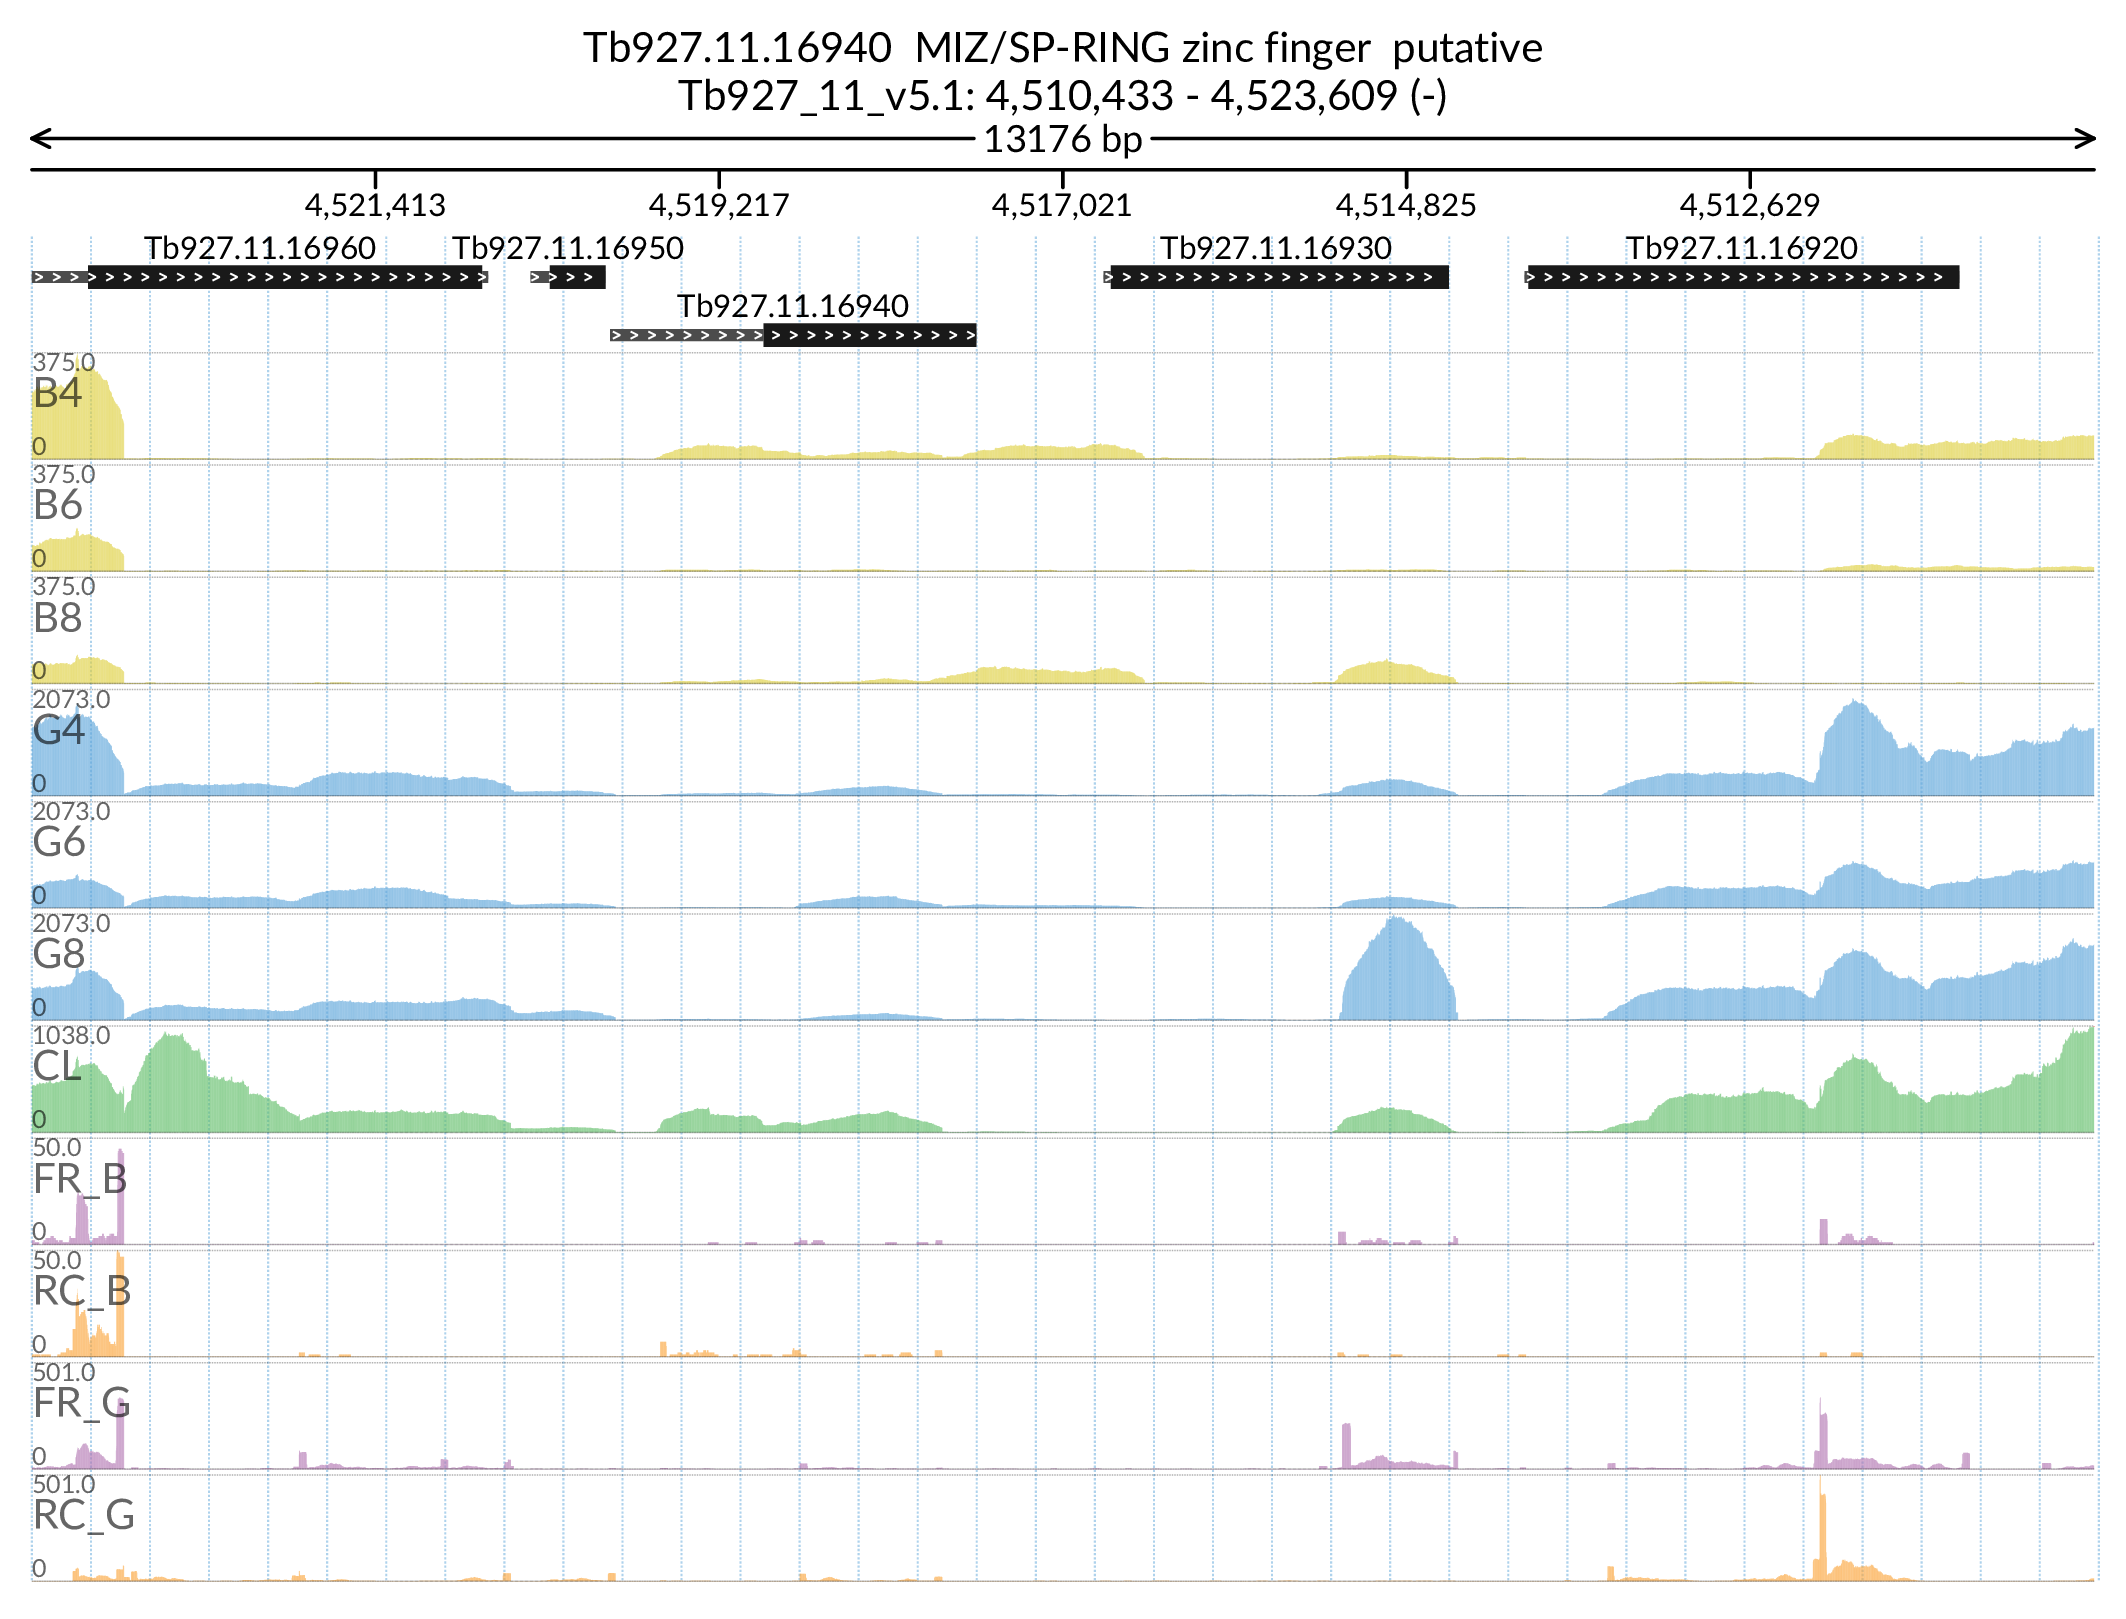 Tb927.11.16940  MIZ/SP-RING zinc finger  putative
Tb927_11_v5.1: 4,510,433 - 4,523,609 (-)
13176 bp
4,521,413 4,519,217 4,517,021 4,514,825 4,512,629
Tb927.11.16960 Tb927.11.16950 Tb927.11.16930 Tb927.11.16920
Tb927.11.16940
375.0
B4
0
375.0
B6
0
375.0
B8
0
2073.0
G4
0
2073.0
G6
0
2073.0
G8
0
1038.0
CL
0
50.0
FR_B
0
50.0
RC_B
0
501.0
FR_G
0
501.0
RC_G
0